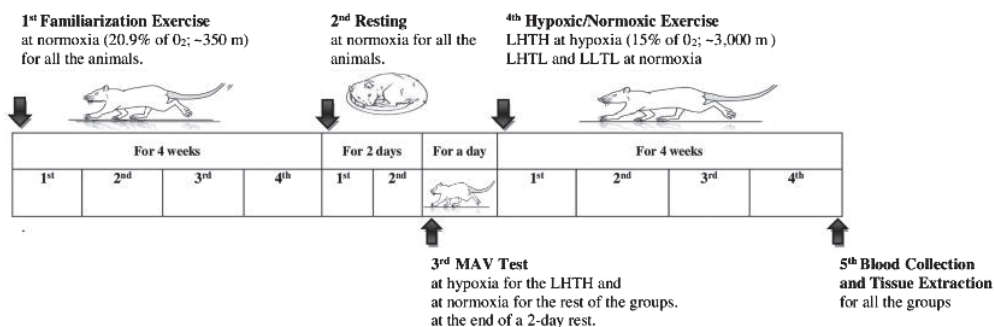 1st Familiarization Exercise
at normoxia (20.9% of 02; ~350 m)
for all the animals.
2nd Resting
at normoxia for all the
animals.
4th Hypoxic/Normoxic Exercise
LHTH at hypoxia (15% of 02; ~3,000 m )
LHTL and LLTL at normoxia
For 4 weeks
For 2 days
For a day
For 4 weeks
1st
2nd
3rd
4th
1st
2nd
1st
2nd
3rd
4th
3rd MAV Test
at hypoxia for the LHTH and
at normoxia for the rest of the groups.
at the end of a 2-day rest.
5th Blood Collection
and Tissue Extraction
for all the groups